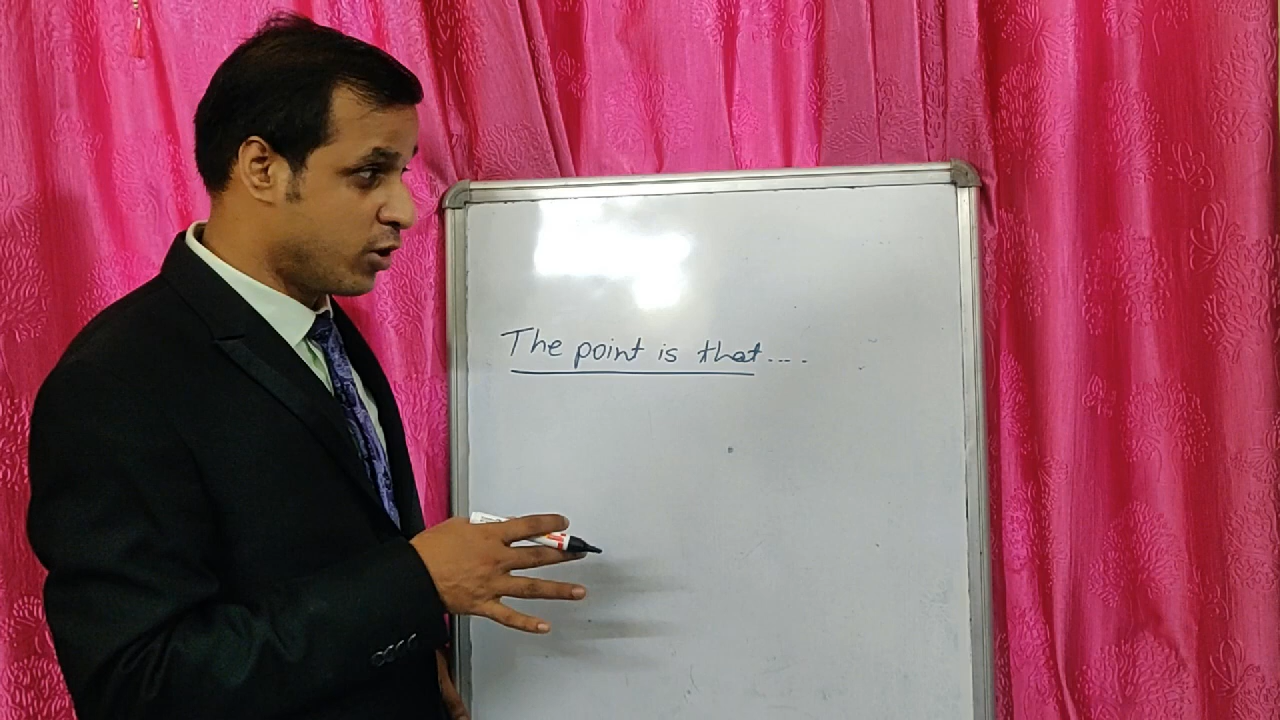 The point is that....